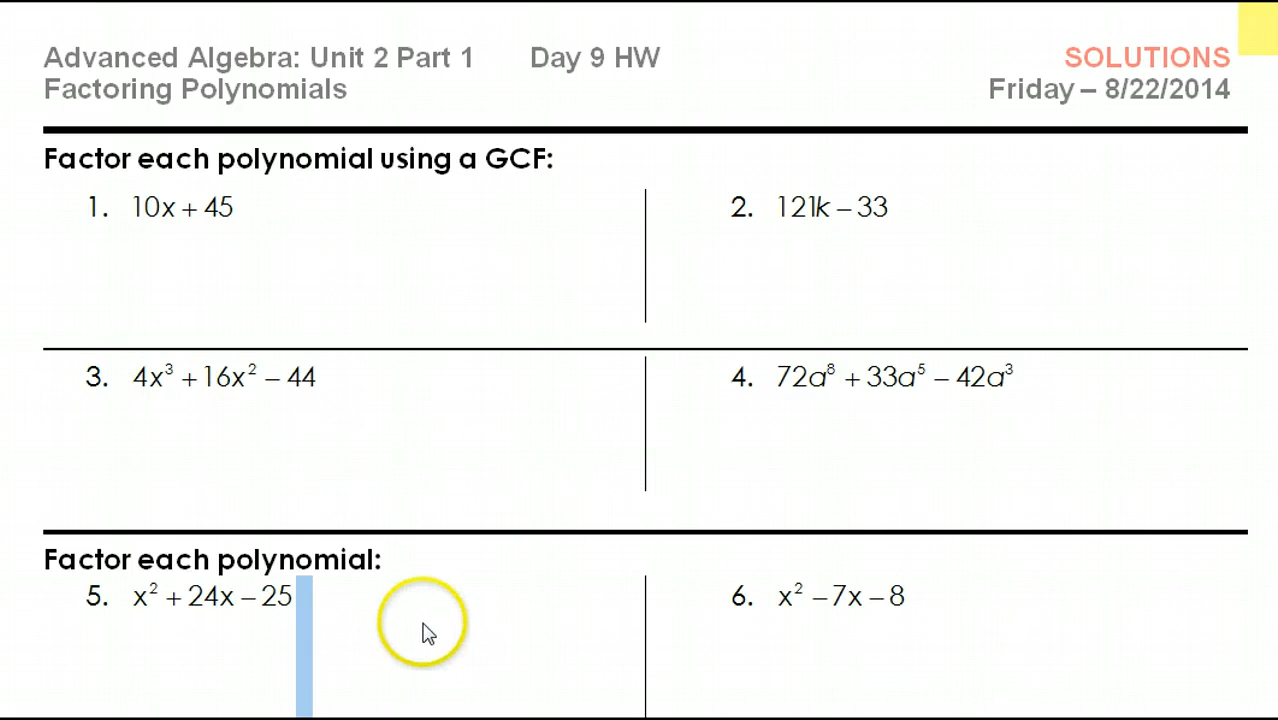 Advanced Algebra: Unit 2 Part 1 Day 9 HW SOLUTIONS
Factoring Polynomials Friday – 8/22/2014
Factor each polynomial using a GCF:
1. 10x + 45 2. 121k – 33
3. 4x³ + 16x² – 44 4. 72a⁸ + 33a⁵ – 42a³
Factor each polynomial:
5. x² + 24x – 25 6. x² – 7x – 8